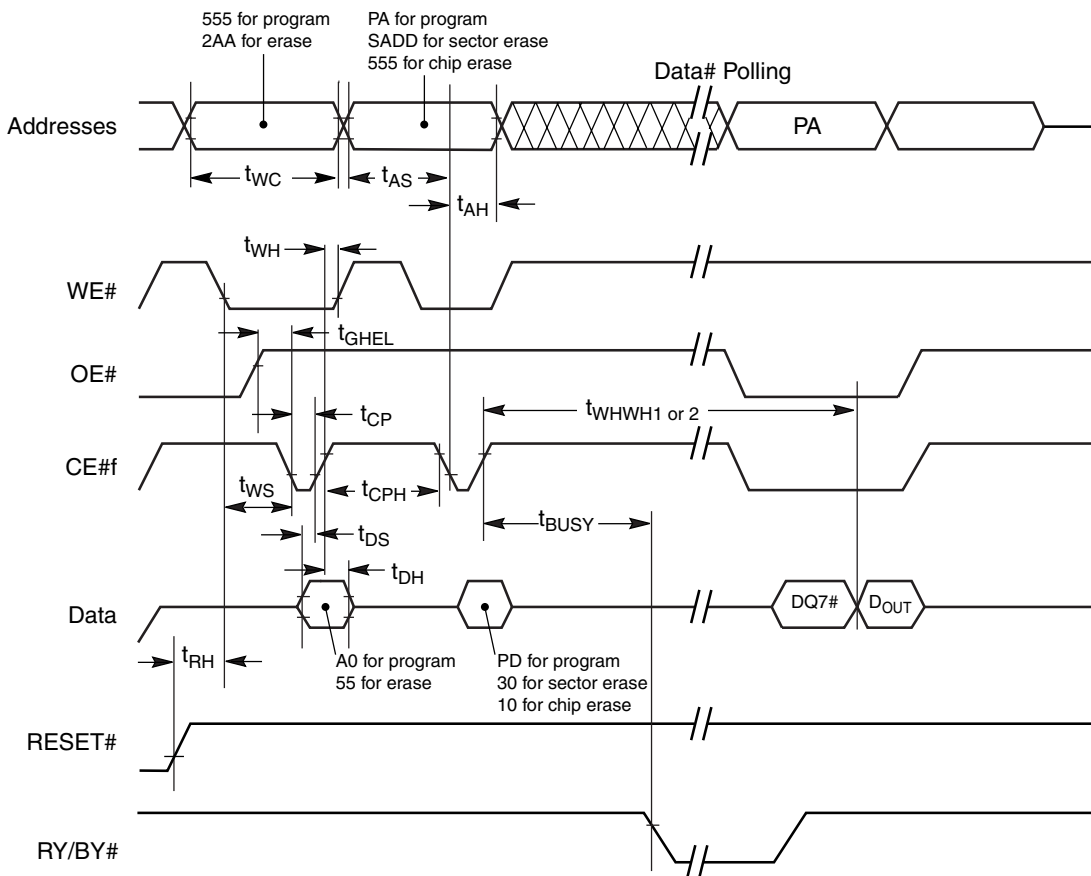 555 for program
2AA for erase
PA for program
SADD for sector erase
555 for chip erase
Data# Polling
Addresses
PA
tWC
tAS
tAH
tWH
WE#
tGHEL
OE#
tWHWH1 or 2
tCP
CE#f
tWS
tCPH
tBUSY
tDS
tDH
Data
DQ7#
DOUT
tRH
A0 for program
55 for erase
PD for program
30 for sector erase
10 for chip erase
RESET#
RY/BY#